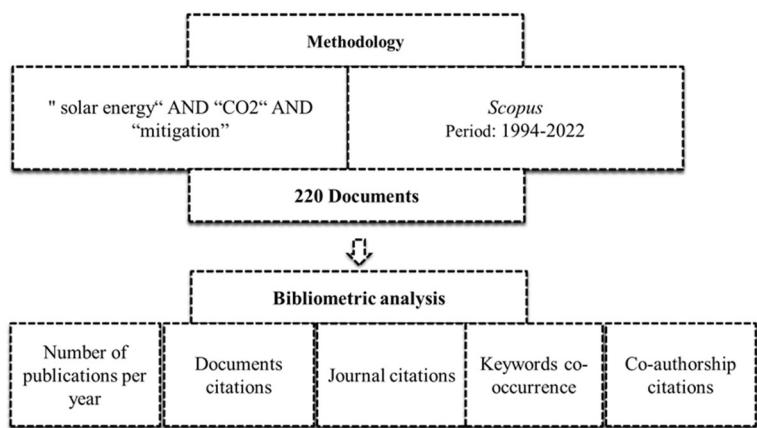 Methodology
" solar energy“ AND “CO2“ AND
“mitigation”
Scopus
Period: 1994-2022
220 Documents
Bibliometric analysis
Number of
publications per
year
Documents
citations
Journal citations
Keywords co-
occurrence
Co-authorship
citations